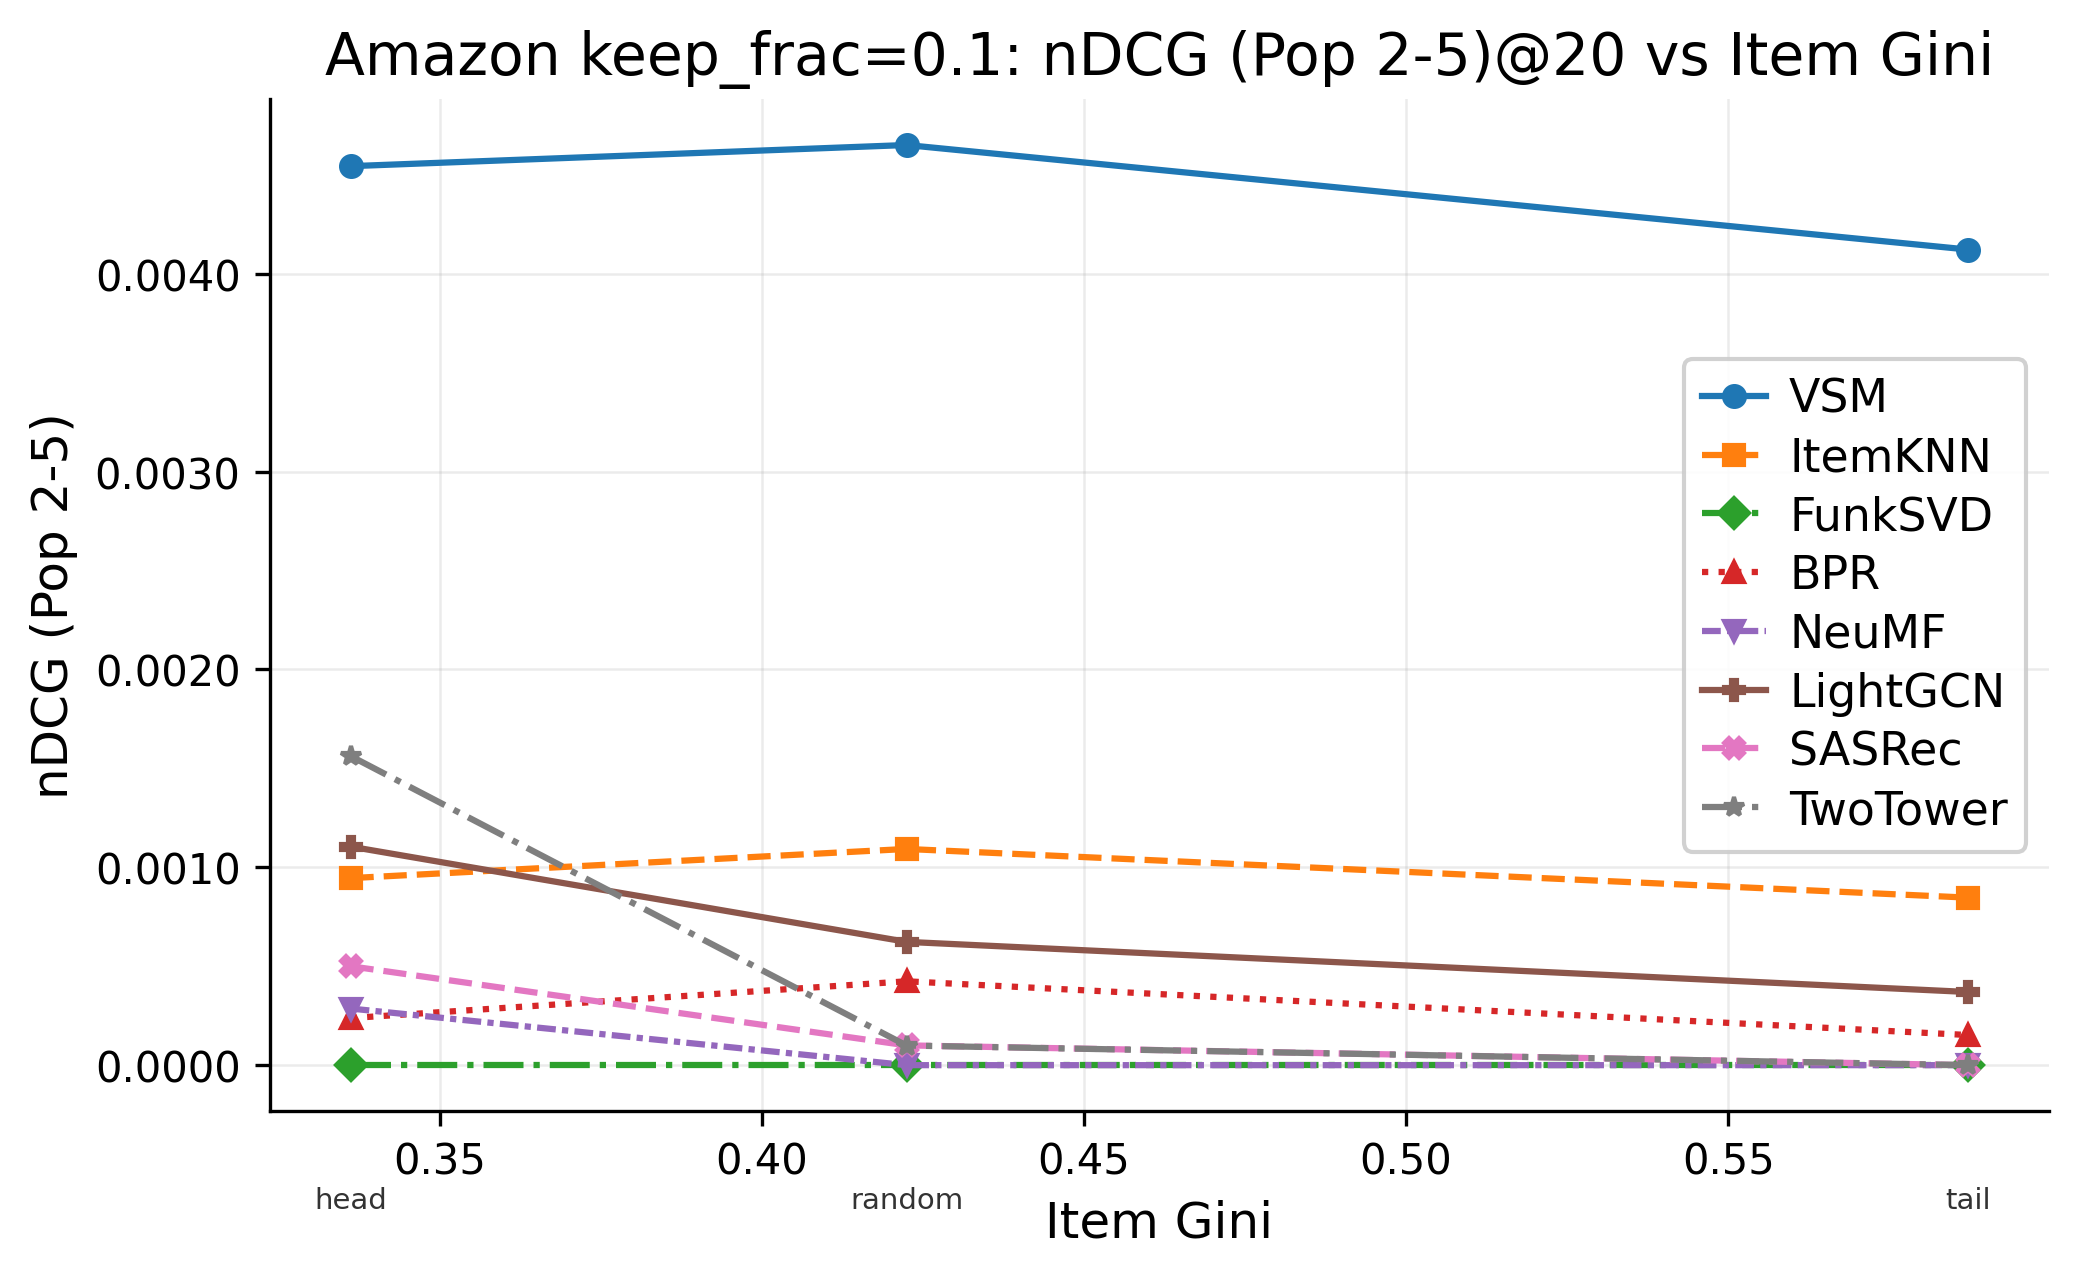 Amazon keep_frac=0.1: nDCG (Pop 2-5)@20 vs Item Gini
nDCG (Pop 2-5)
0.0040
0.0030
0.0020
0.0010
0.0000
VSM
ItemKNN
FunkSVD
BPR
NeuMF
LightGCN
SASRec
TwoTower
0.35 0.40 0.45 0.50 0.55
head random tail
Item Gini